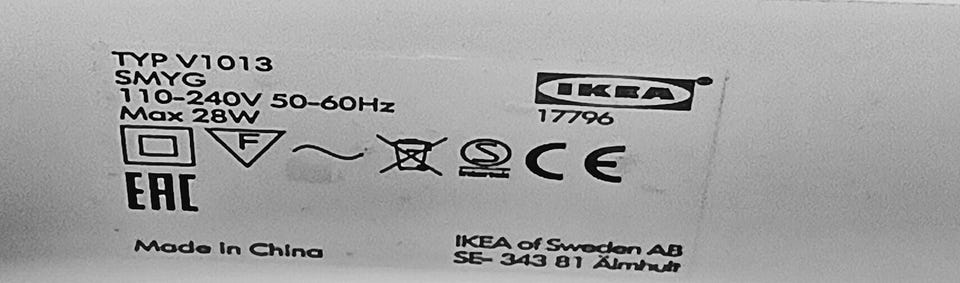 TYP V1013
SMYG
110-240V 50-60Hz
Max 28W
IKEA
17796
F
S
CE
EAC
Made in China
IKEA of Sweden AB
SE- 343 81 Älmhult